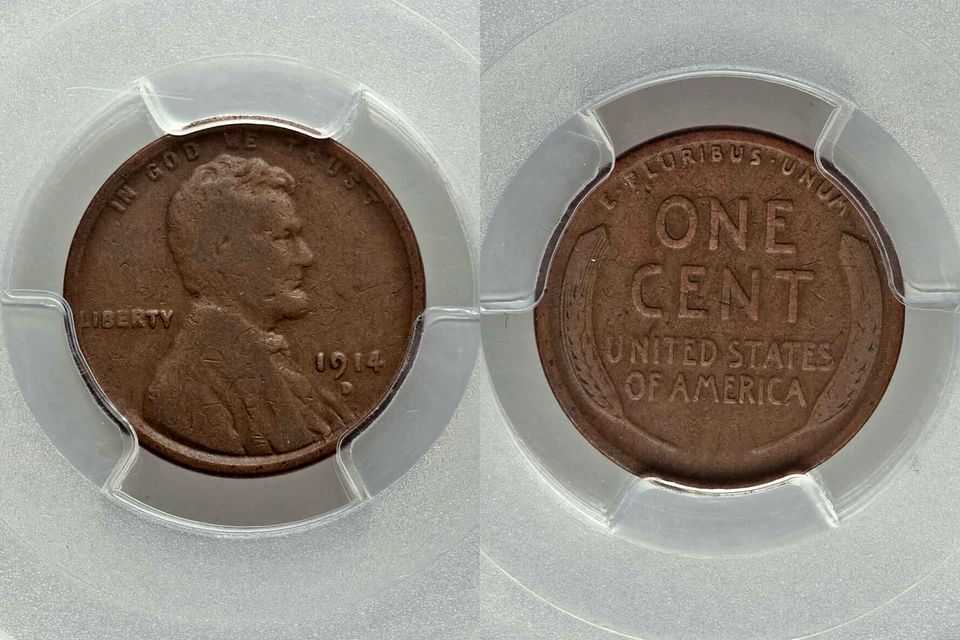 IN GOD WE TRUST
LIBERTY
1914
D
E PLURIBUS·UNUM
ONE
CENT
UNITED STATES
OF AMERICA